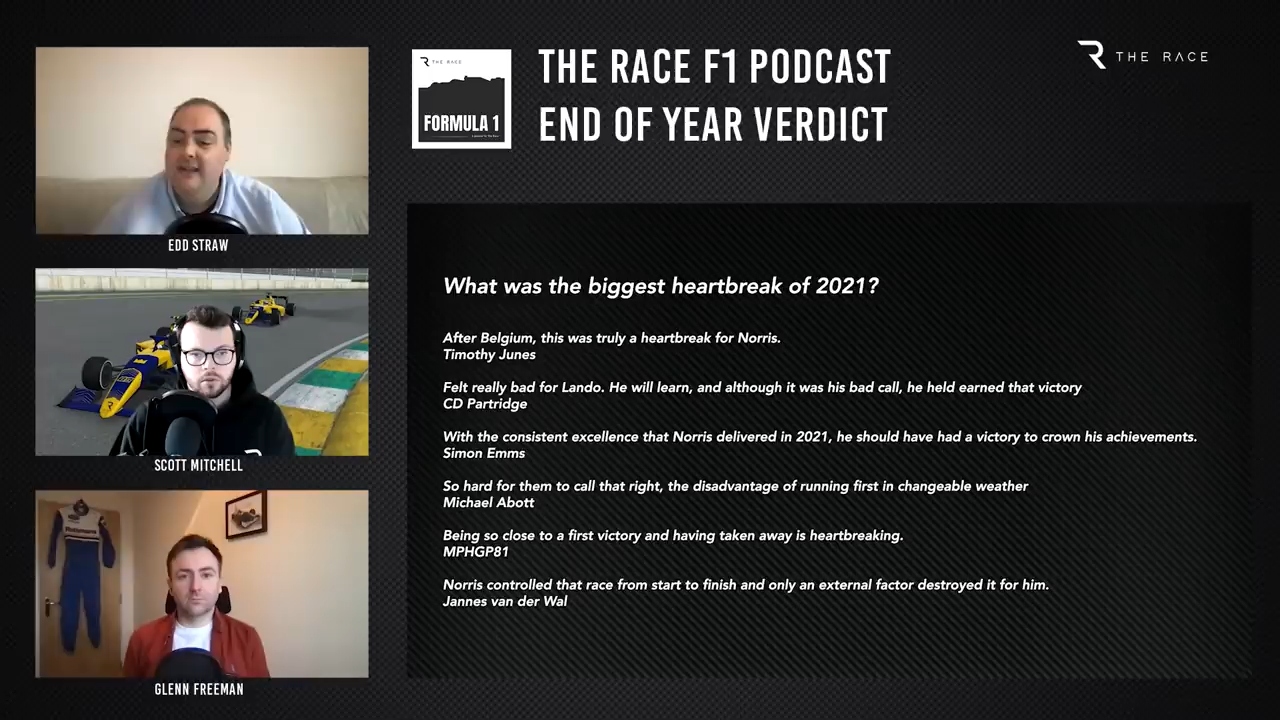 THE RACE F1 PODCAST
END OF YEAR VERDICT
THE RACE
THE RACE
FORMULA 1
EDD STRAW
SCOTT MITCHELL
GLENN FREEMAN
What was the biggest heartbreak of 2021?
After Belgium, this was truly a heartbreak for Norris.
Timothy Junes
Felt really bad for Lando. He will learn, and although it was his bad call, he held earned that victory
CD Partridge
With the consistent excellence that Norris delivered in 2021, he should have had a victory to crown his achievements.
Simon Emms
So hard for them to call that right, the disadvantage of running first in changeable weather
Michael Abott
Being so close to a first victory and having taken away is heartbreaking.
MPHGP81
Norris controlled that race from start to finish and only an external factor destroyed it for him.
Jannes van der Wal